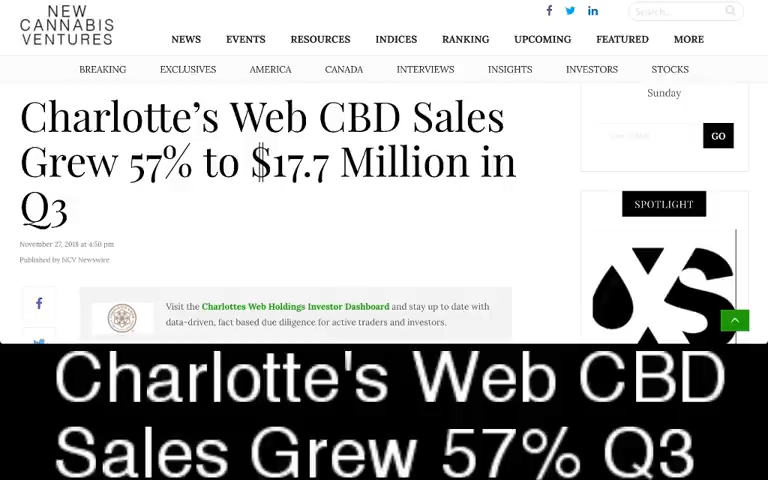 NEW
CANNABIS
VENTURES
Search...
NEWS EVENTS RESOURCES INDICES RANKING UPCOMING FEATURED MORE
BREAKING EXCLUSIVES AMERICA CANADA INTERVIEWS INSIGHTS INVESTORS STOCKS
Charlotte's Web CBD Sales
Grew 57% to $17.7 Million in
Q3
November 27, 2018 at 4:50 pm
Published by NCV Newswire
Visit the Charlottes Web Holdings Investor Dashboard and stay up to date with
data-driven, fact based due diligence for active traders and investors.
Sunday
GO
SPOTLIGHT
XS
Charlotte's Web CBD
Sales Grew 57% Q3